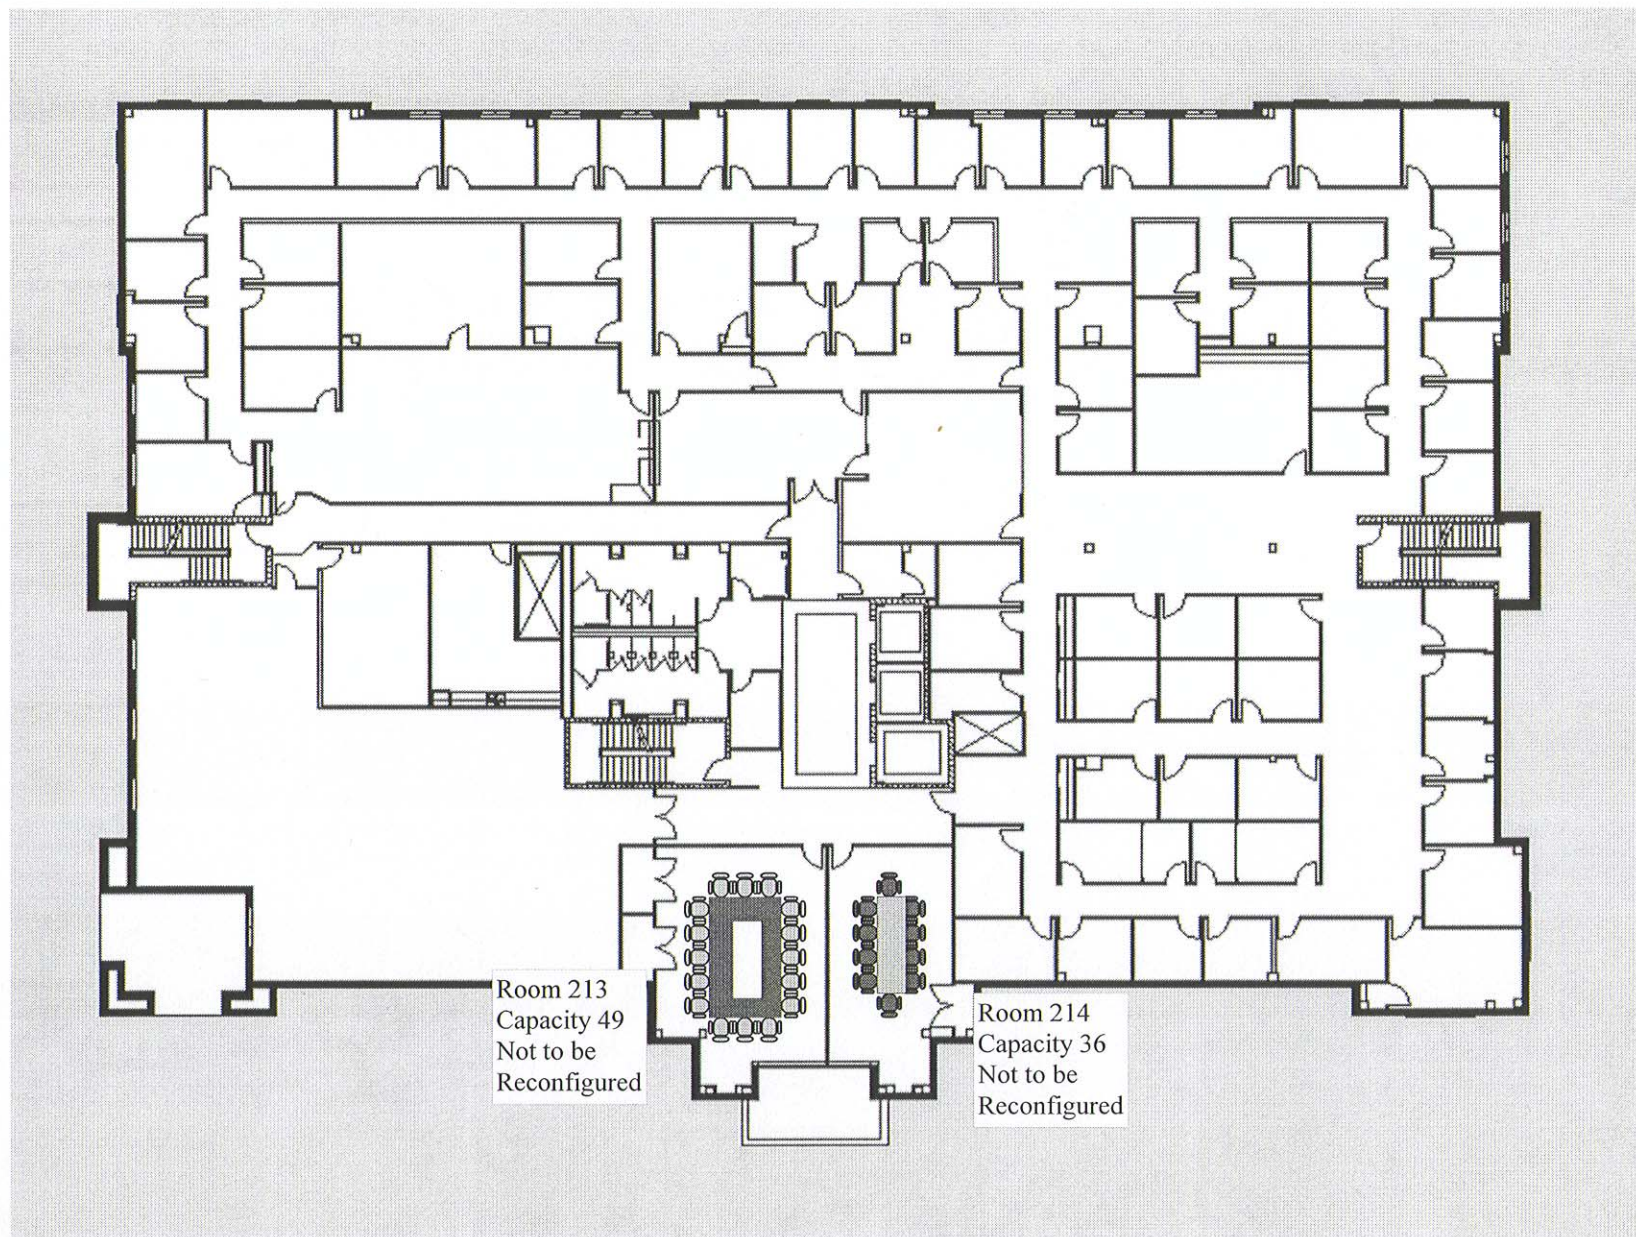 Room 213
Capacity 49
Not to be
Reconfigured
Room 214
Capacity 36
Not to be
Reconfigured